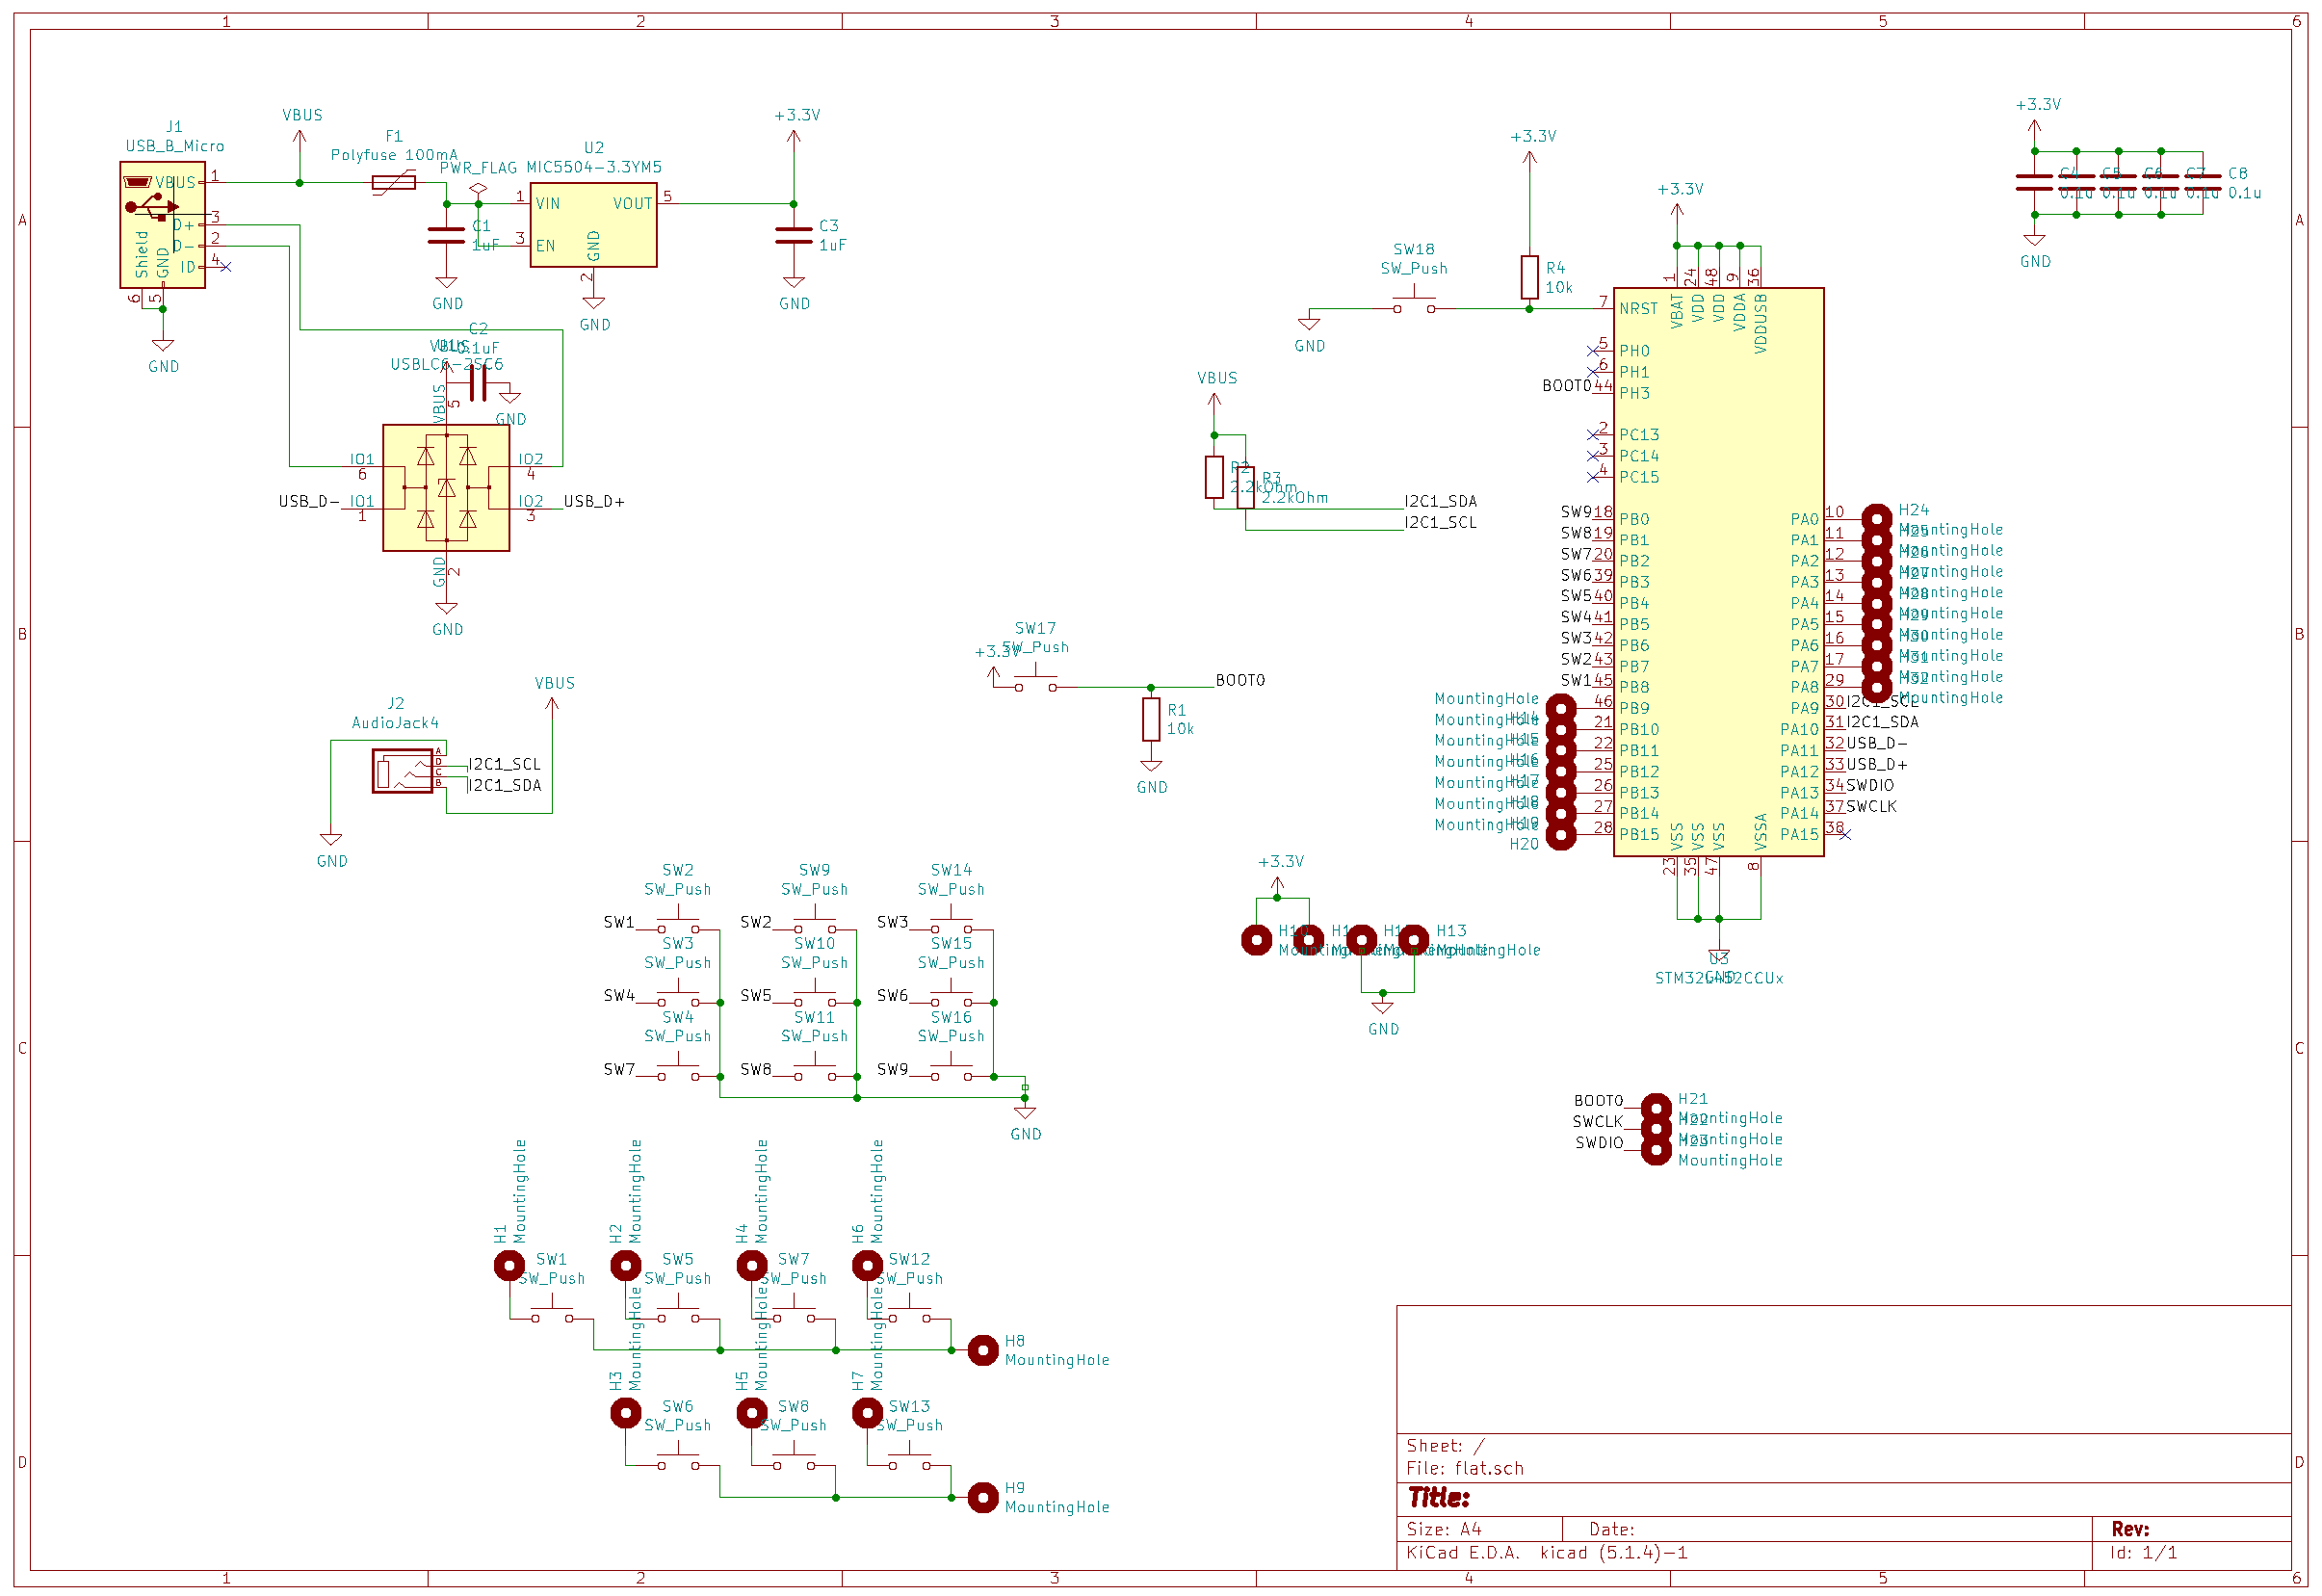 1 2 3 4 5 6
A
B
C
D
A
B
C
D
1 2 3 4 5 6
J1
USB_B_Micro
VBUS 1
D+ 3
D- 2
ID 4
Shield
GND
6
5
GND
VBUS
F1
Polyfuse 100mA
PWR_FLAG
C1
1uF
GND
U2
MIC5504-3.3YM5
1 VIN
VOUT 5
3 EN
GND
2
GND
+3.3V
C3
1uF
GND
C2
0.1uF
GND
VBUS
U1
USBLC6-2SC6
VBUS
5
IO1
6
IO2
4
USB_D- IO1
1
IO2 USB_D+
3
GND
2
GND
J2
AudioJack4
A
D
C
B
I2C1_SCL
I2C1_SDA
VBUS
GND
+3.3V
SW17
SW_Push
BOOT0
R1
10k
GND
VBUS
R2
2.2kOhm
R3
2.2kOhm
I2C1_SDA
I2C1_SCL
+3.3V
R4
10k
SW18
SW_Push
GND
+3.3V
1 VBAT
24 VDD
48 VDD
9 VDDA
36 VDDUSB
7 NRST
5 PH0
6 PH1
BOOT0 44 PH3
2 PC13
3 PC14
4 PC15
SW9 18 PB0
SW8 19 PB1
SW7 20 PB2
SW6 39 PB3
SW5 40 PB4
SW4 41 PB5
SW3 42 PB6
SW2 43 PB7
SW1 45 PB8
46 PB9
21 PB10
22 PB11
25 PB12
26 PB13
27 PB14
28 PB15
PA0 10
PA1 11
PA2 12
PA3 13
PA4 14
PA5 15
PA6 16
PA7 17
PA8 29
PA9 30 I2C1_SCL
PA10 31 I2C1_SDA
PA11 32 USB_D-
PA12 33 USB_D+
PA13 34 SWDIO
PA14 37 SWCLK
PA15 38
23 VSS
35 VSS
47 VSS
8 VSSA
U3
STM32L452CCUx
GND
MountingHole
H14
MountingHole
H15
MountingHole
H16
MountingHole
H17
MountingHole
H18
MountingHole
H19
MountingHole
H20
H24
MountingHole
H25
MountingHole
H26
MountingHole
H27
MountingHole
H28
MountingHole
H29
MountingHole
H30
MountingHole
H31
MountingHole
H32
MountingHole
+3.3V
C4
0.1u
C5
0.1u
C6
0.1u
C7
0.1u
C8
0.1u
GND
+3.3V
H10
MountingHole
H13
MountingHole
GND
BOOT0
SWCLK
SWDIO
H21
MountingHole
H22
MountingHole
H23
MountingHole
SW2 SW9 SW14
SW_Push SW_Push SW_Push
SW1 SW2 SW3
SW3 SW10 SW15
SW_Push SW_Push SW_Push
SW4 SW5 SW6
SW4 SW11 SW16
SW_Push SW_Push SW_Push
SW7 SW8 SW9
GND
H1
MountingHole
H2
MountingHole
H4
MountingHole
H6
MountingHole
SW1 SW5 SW7 SW12
SW_Push SW_Push SW_Push SW_Push
H8
MountingHole
H3
MountingHole
H5
MountingHole
H7
MountingHole
SW6 SW8 SW13
SW_Push SW_Push SW_Push
H9
MountingHole
Sheet: /
File: flat.sch
Title:
Size: A4 Date: Rev:
KiCad E.D.A. kicad (5.1.4)-1 Id: 1/1